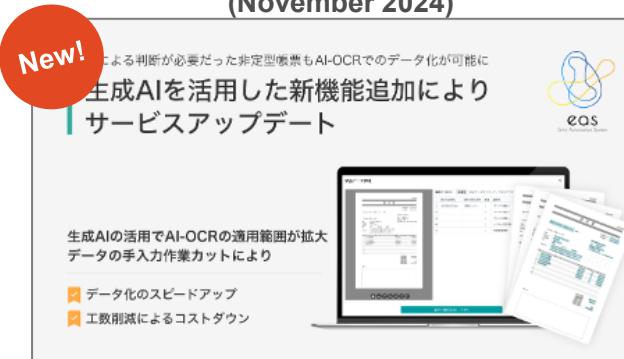 (November 2024)
New!
による判断が必要だった非定型帳票もAI-OCRでのデータ化が可能に
生成AIを活用した新機能追加により
サービスアップデート
eas
生成AIの活用でAI-OCRの適用範囲が拡大
データの手入力作業カットにより
データ化のスピードアップ
工数削減によるコストダウン